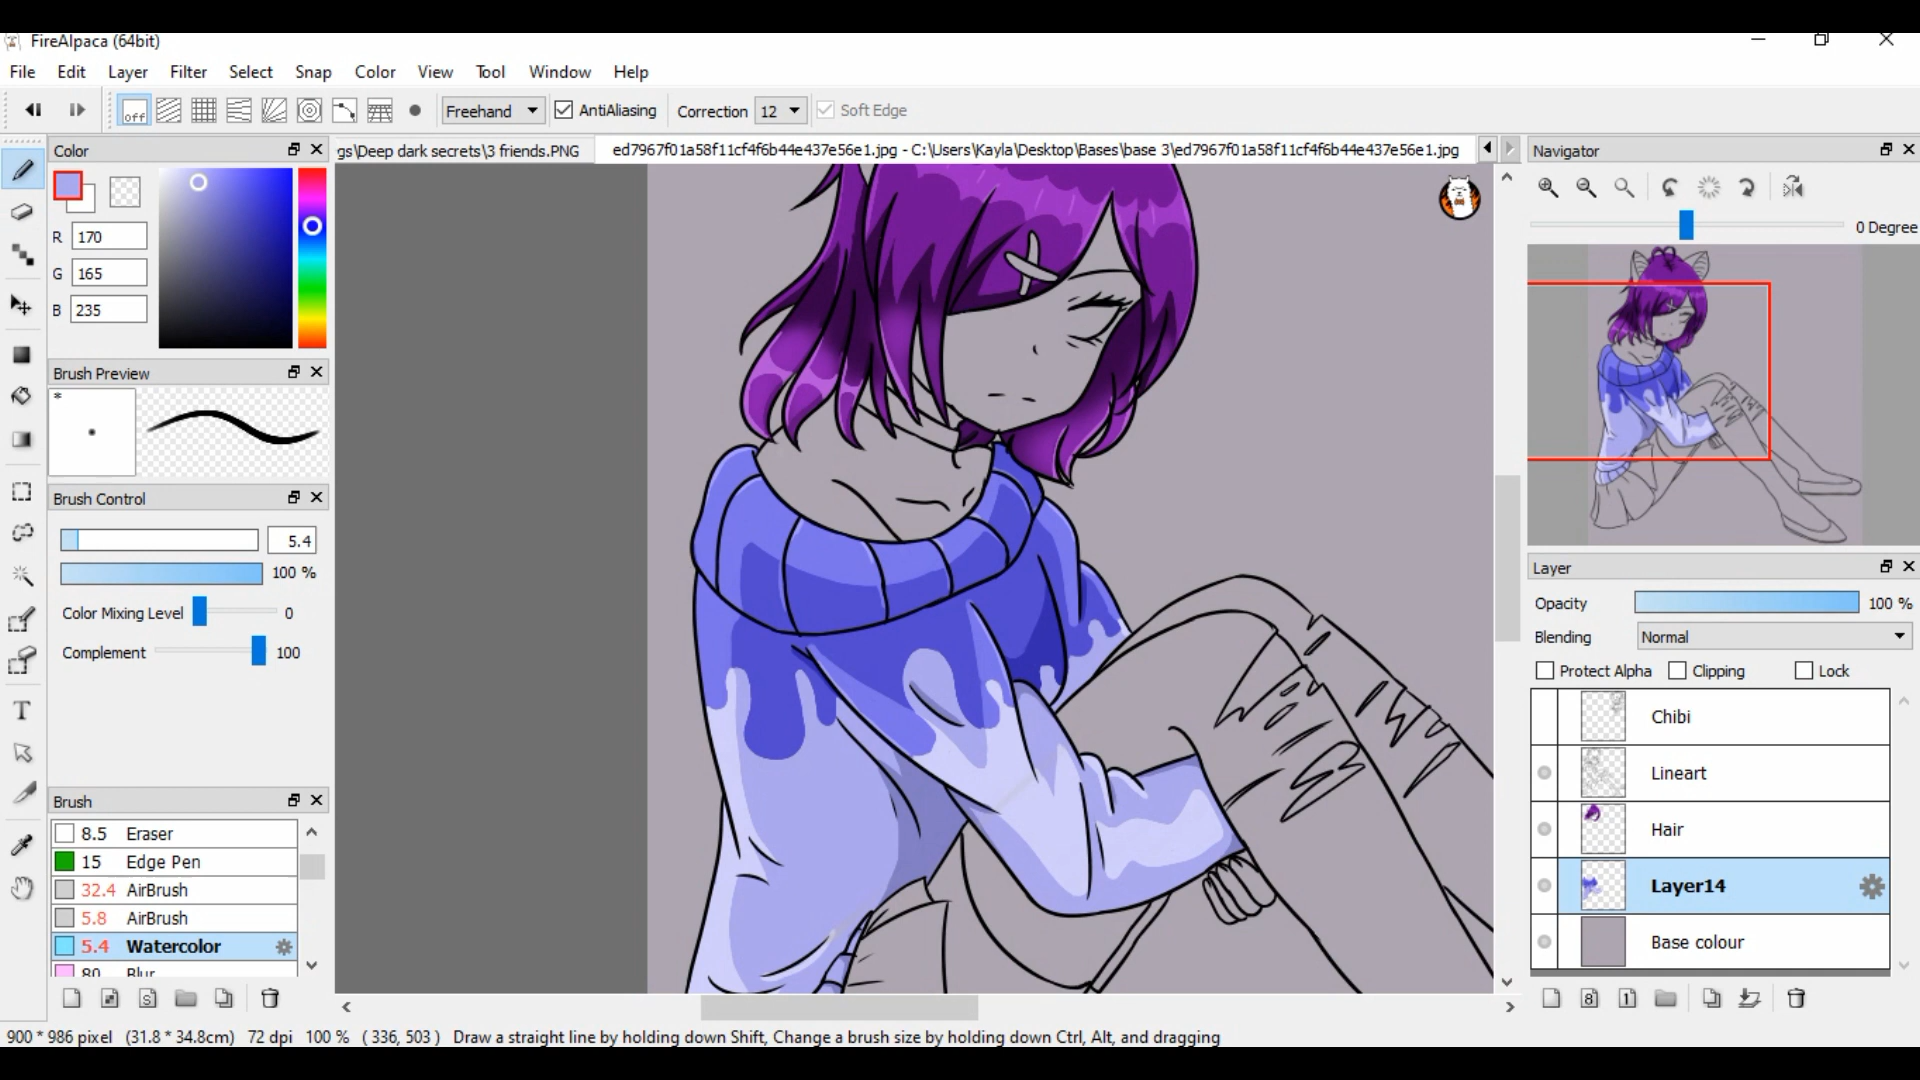 FireAlpaca (64bit)
File Edit Layer Filter Select Snap Color View Tool Window Help
off Freehand AntiAliasing Correction 12 Soft Edge
Color
gs\Deep dark secrets\3 friends.PNG
ed7967f01a58f11cf4f6b44e437e56e1.jpg - C:\Users\Kayla\Desktop\Bases\base 3\ed7967f01a58f11cf4f6b44e437e56e1.jpg
Navigator
0 Degree
R 170
G 165
B 235
Brush Preview
*
Brush Control
5.4
100 %
Color Mixing Level 0
Complement 100
Layer
Opacity 100 %
Blending Normal
Protect Alpha Clipping Lock
Chibi
Lineart
Hair
Layer14
Base colour
Brush
8.5 Eraser
15 Edge Pen
32.4 AirBrush
5.8 AirBrush
5.4 Watercolor
80 Blur
S
8 1
900 * 986 pixel (31.8 * 34.8cm) 72 dpi 100 % ( 336, 503 ) Draw a straight line by holding down Shift, Change a brush size by holding down Ctrl, Alt, and dragging